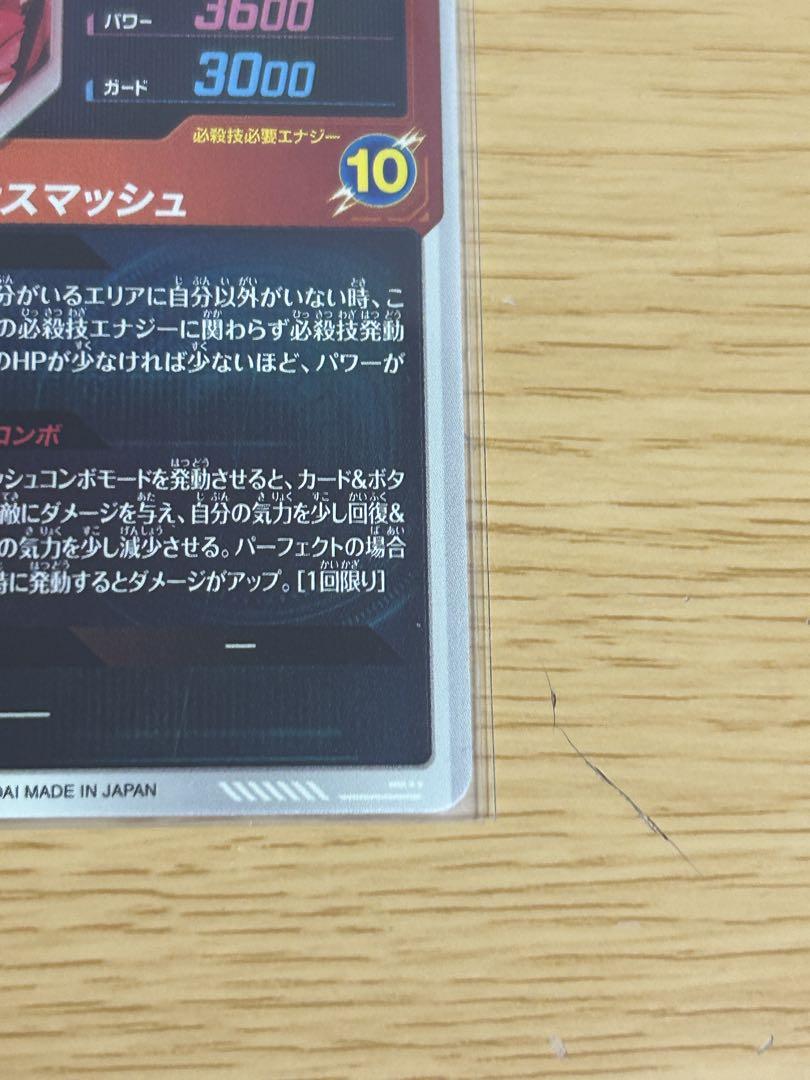 パワー 3600
ガード 3000
必殺技必要エナジー
10
スマッシュ
分がいるエリアに自分以外がいない時、こ
の必殺技エナジーに関わらず必殺技発動
のHPが少なければ少ないほど、パワーが
コンボ
ッシュコンボモードを発動させると、カード&ボタ
敵にダメージを与え、自分の気力を少し回復&
の気力を少し減少させる。パーフェクトの場合
時に発動するとダメージがアップ。[1回限り]
ー
DAI MADE IN JAPAN